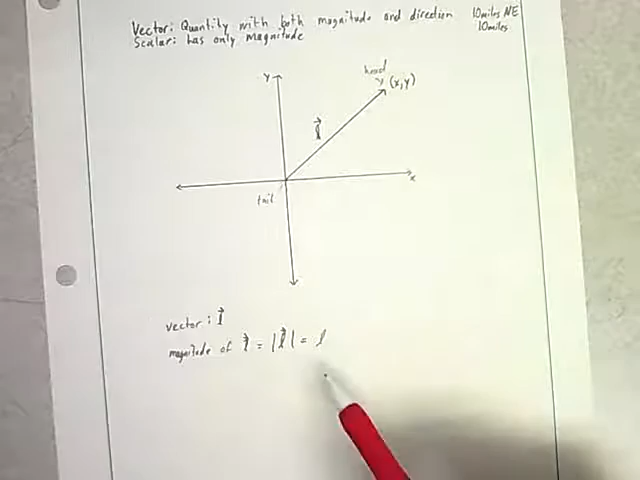 Vector: Quantity with both magnitude and direction 10miles NE
Scalar: has only magnitude 10miles
y
head
(x,y)
l⃗
x
tail
vector: l⃗
magnitude of l⃗ = |l⃗| = l